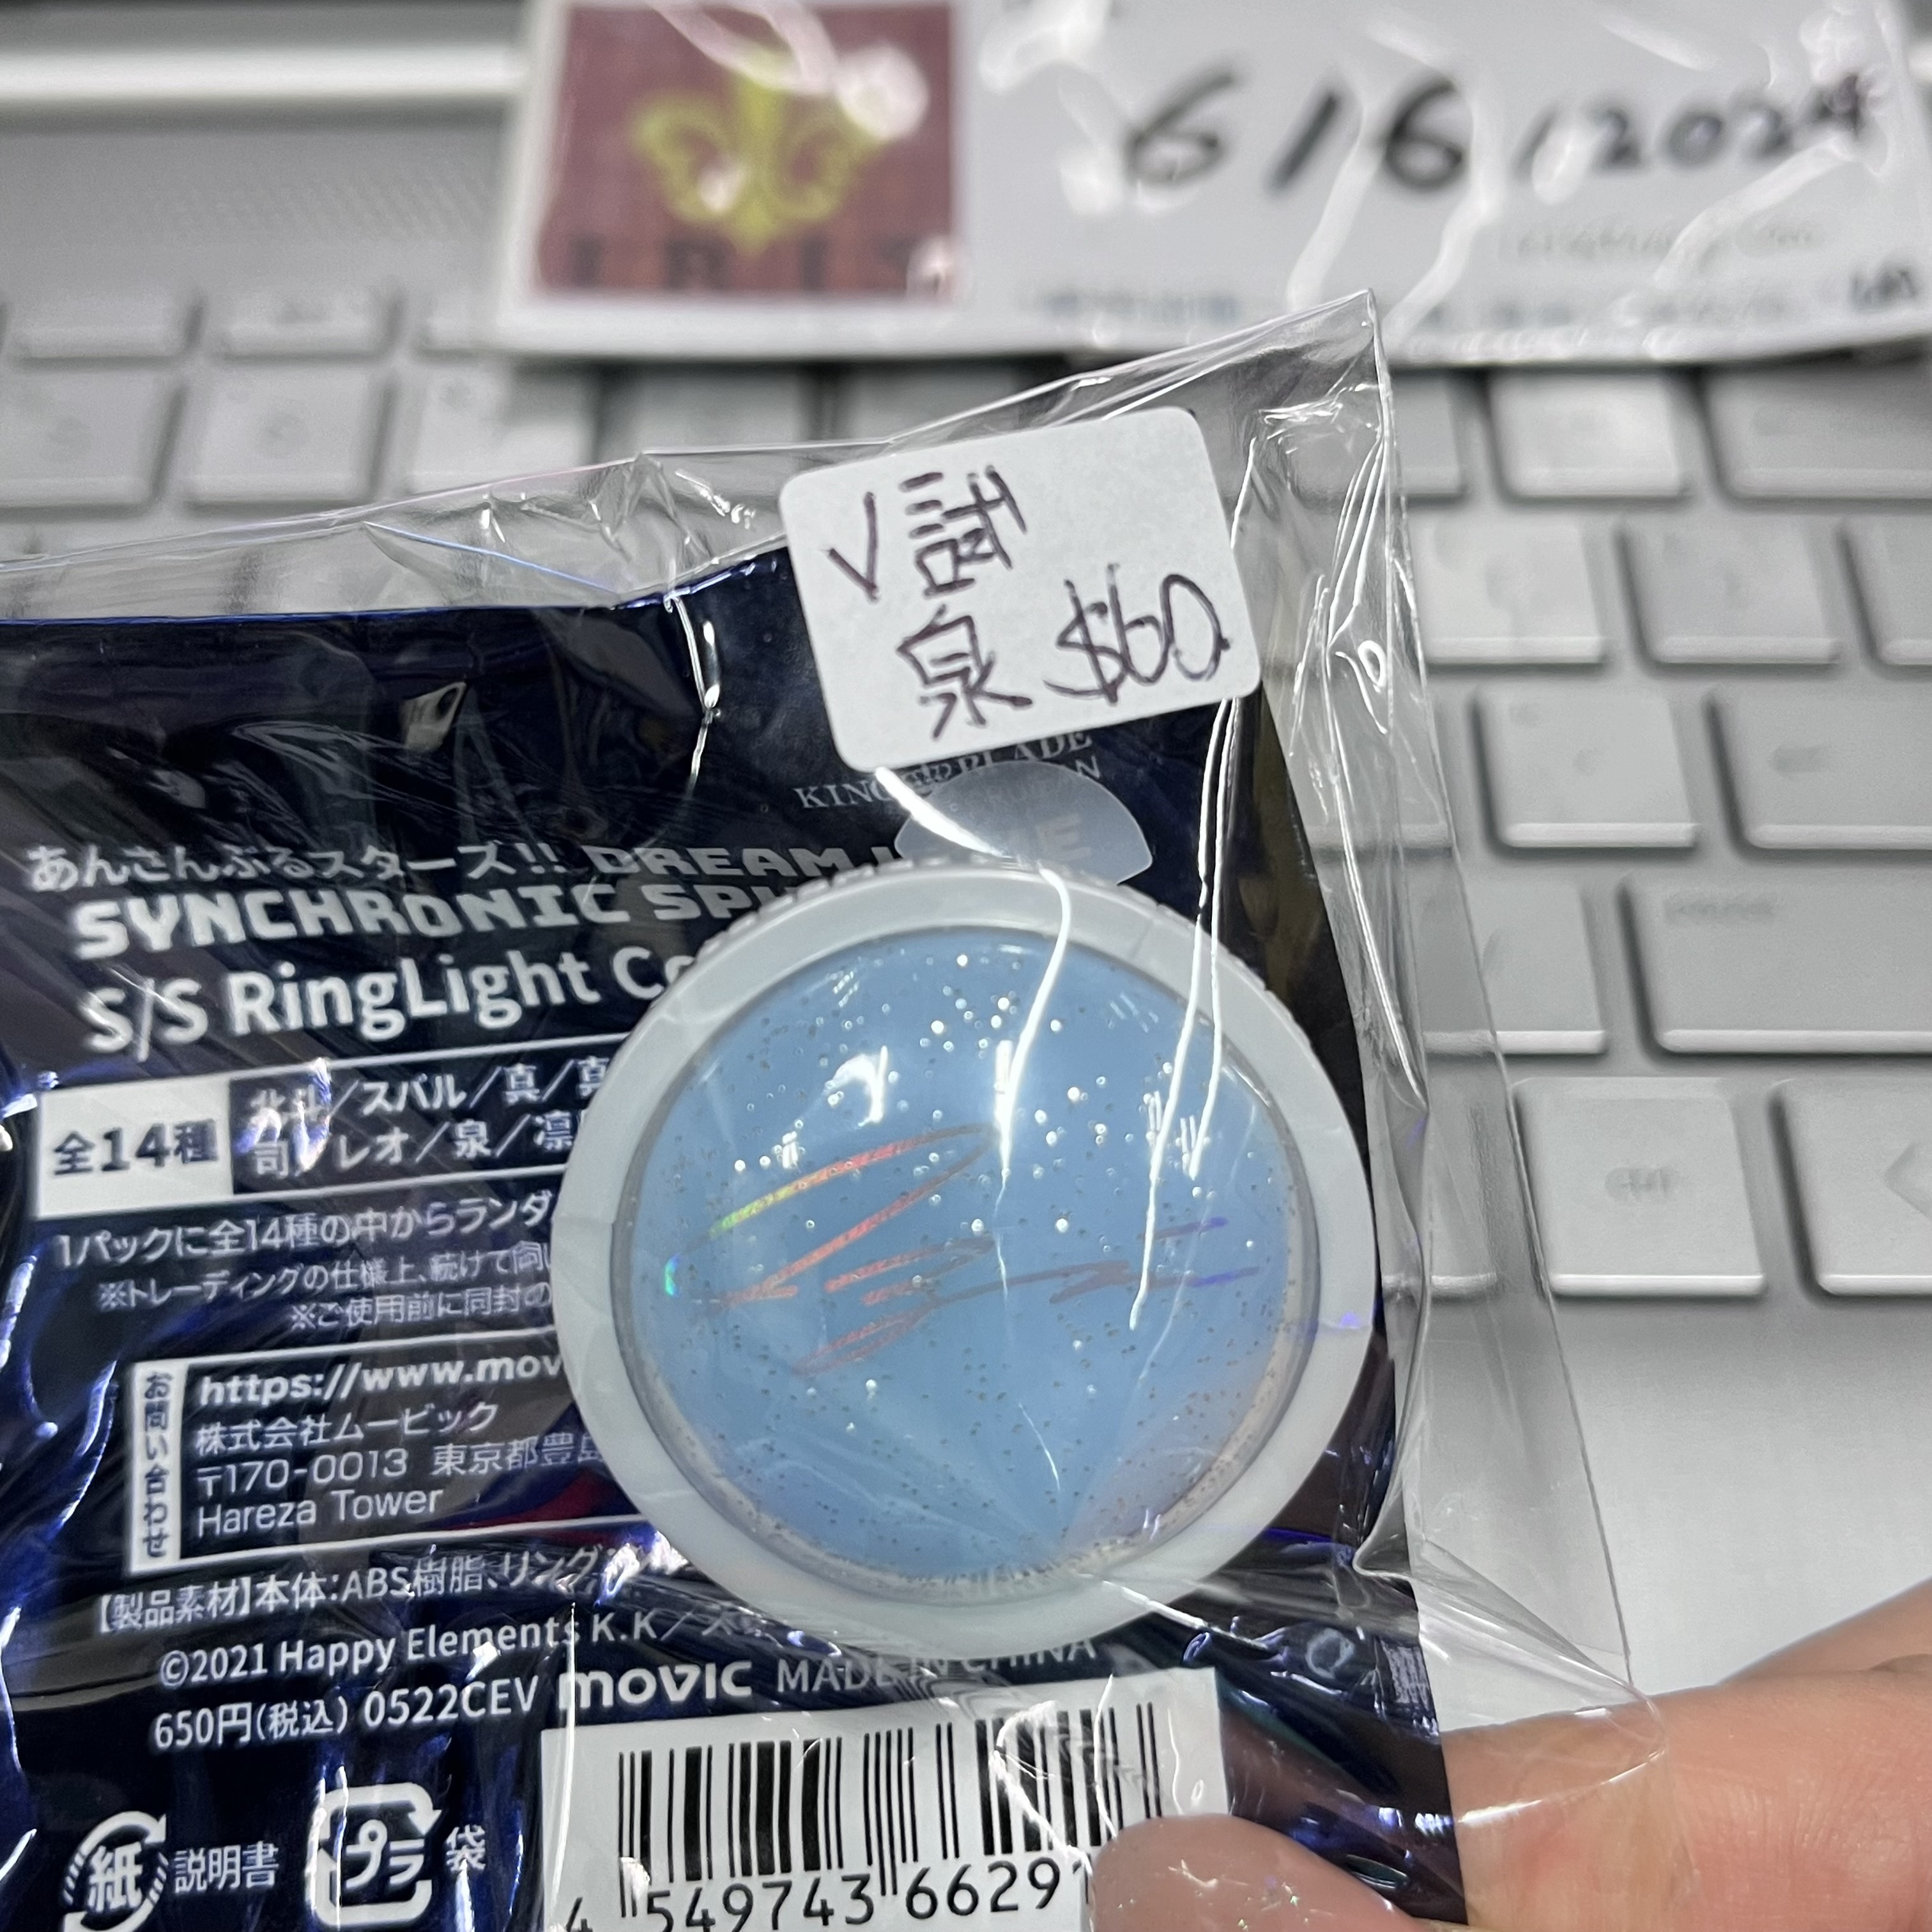 IRIS
6/6/2024
V 話
泉 $60
KING BLADE
あんさんぶるスターズ!! DREAM LIVE
SYNCHRONIC
S/S RingLight
全14種
北斗/スバル/真/
司/レオ/泉/凛
1パックに全14種の中からランダ
※トレーディングの仕様上、続けて同じ
※ご使用前に同封の
お問い合わせ
https://www.mov
株式会社ムービック
〒170-0013 東京都豊島
Hareza Tower
【製品素材】本体:ABS樹脂、リング
©2021 Happy Elements K.K/
650円(税込) 0522CEV movic MADE IN CHINA
4 549743 66291
紙 説明書 プラ 袋